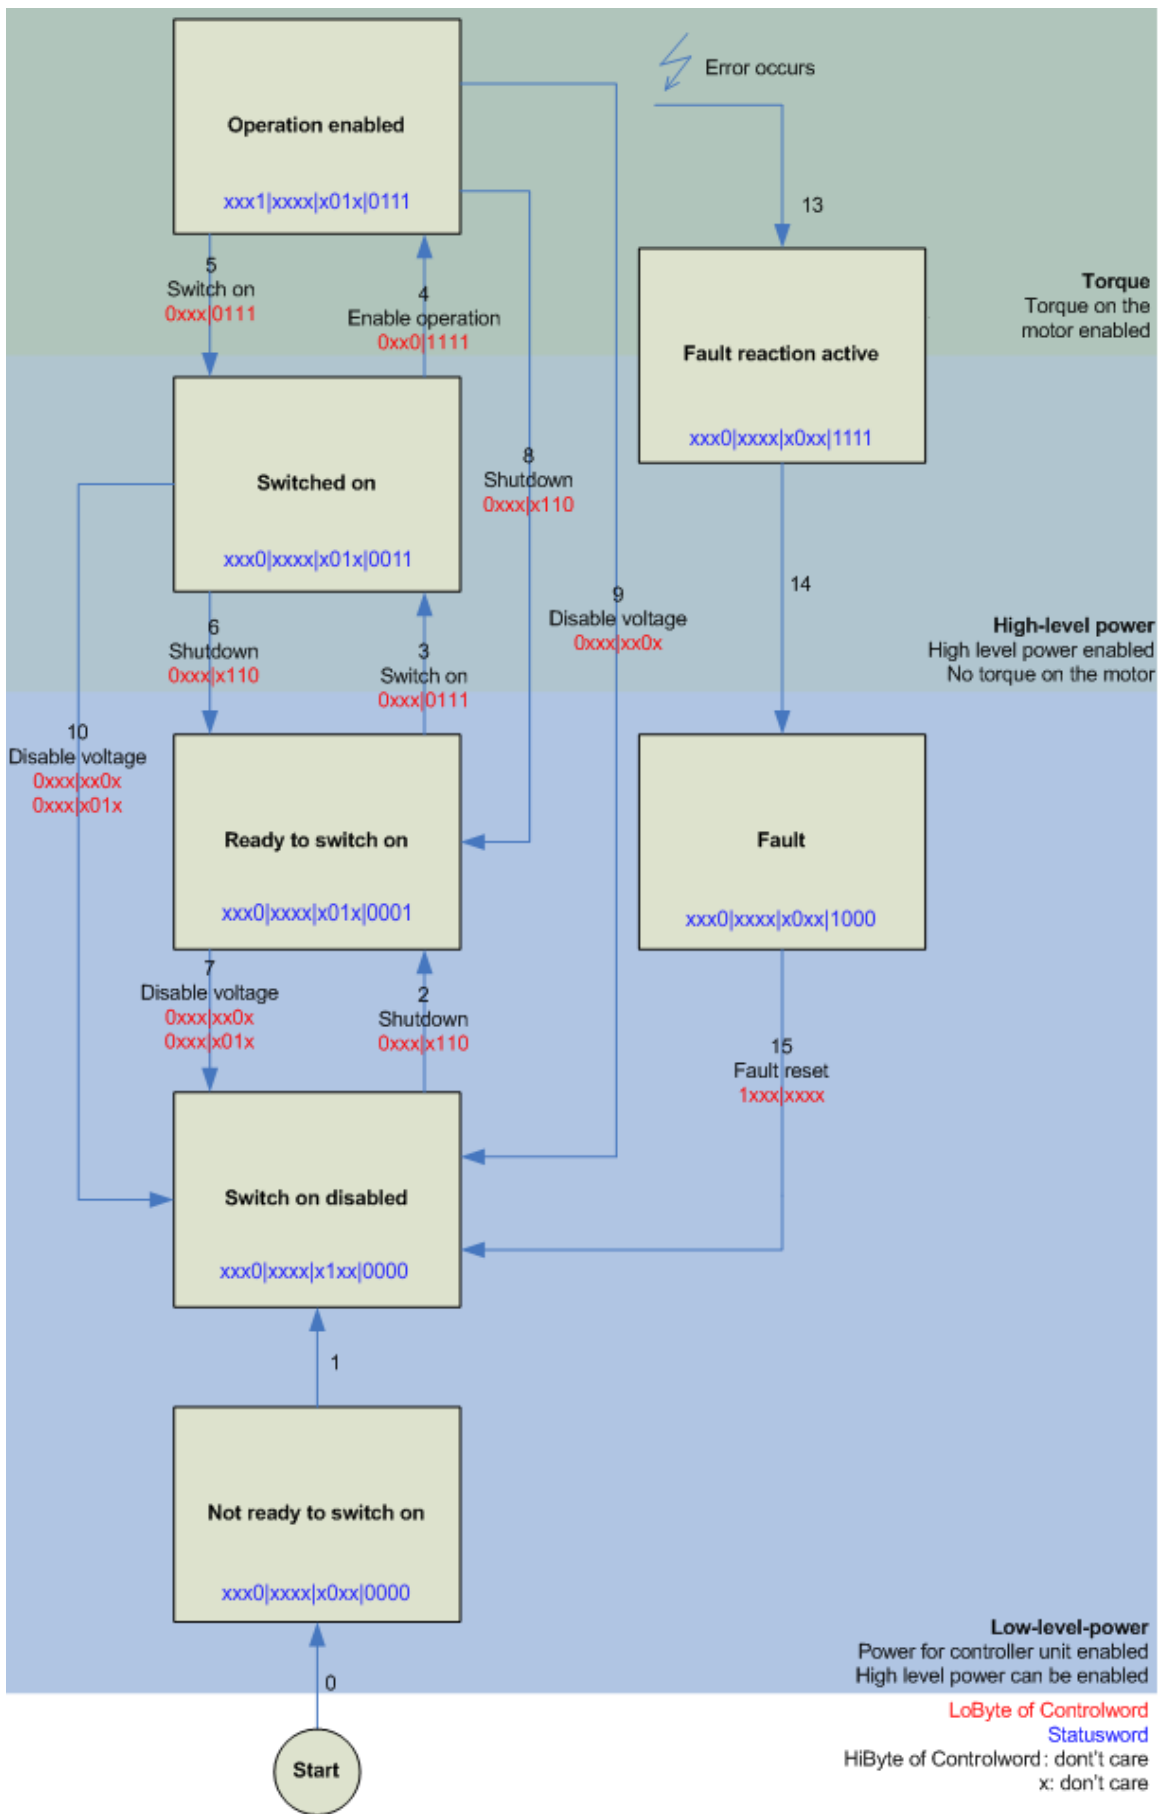 Error occurs
Operation enabled
xxx1|xxxx|x01x|0111
13
5
Switch on
0xxx|0111
4
Enable operation
0xx0|1111
Torque
Torque on the
motor enabled
Fault reaction active
xxx0|xxxx|x0xx|1111
Switched on
xxx0|xxxx|x01x|0011
8
Shutdown
0xxx|x110
14
9
Disable voltage
0xxx|xx0x
6
Shutdown
0xxx|x110
3
Switch on
0xxx|0111
High-level power
High level power enabled
No torque on the motor
10
Disable voltage
0xxx|xx0x
0xxx|x01x
Ready to switch on
xxx0|xxxx|x01x|0001
Fault
xxx0|xxxx|x0xx|1000
7
Disable voltage
0xxx|xx0x
0xxx|x01x
2
Shutdown
0xxx|x110
15
Fault reset
1xxx|xxxx
Switch on disabled
xxx0|xxxx|x1xx|0000
1
Not ready to switch on
xxx0|xxxx|x0xx|0000
Low-level-power
Power for controller unit enabled
High level power can be enabled
0
Start
LoByte of Controlword
Statusword
HiByte of Controlword : dont't care
x: don't care